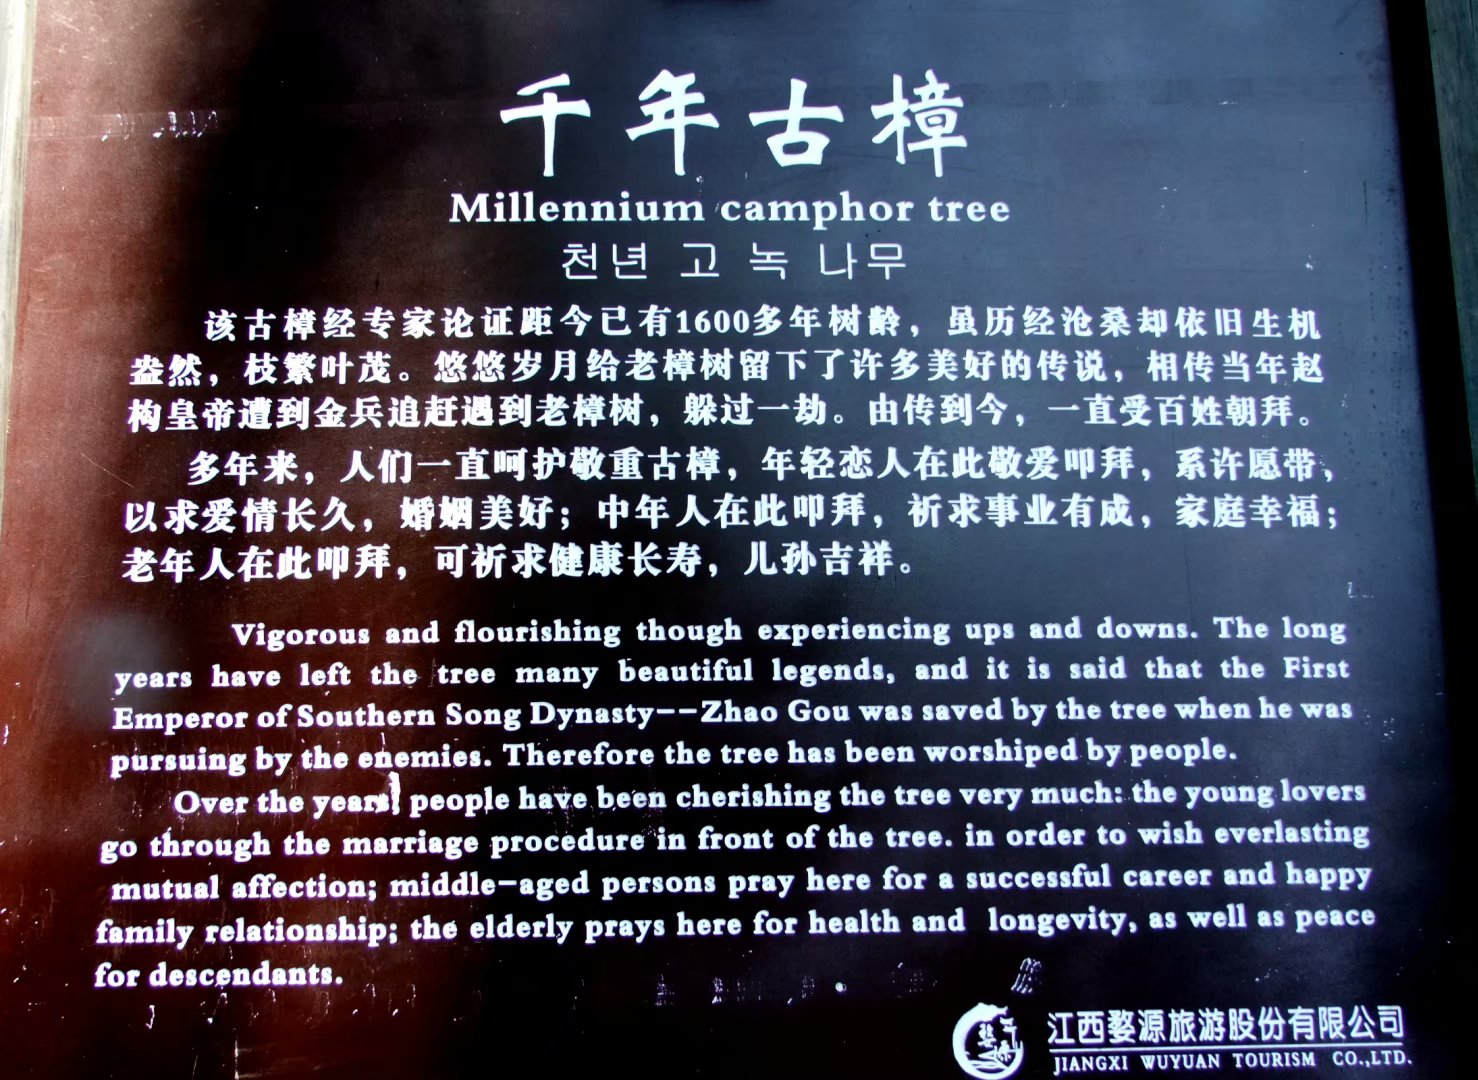 千年古樟
Millennium camphor tree
천년 고 녹 나무
该古樟经专家论证距今已有1600多年树龄，虽历经沧桑却依旧生机
盎然，枝繁叶茂。悠悠岁月给老樟树留下了许多美好的传说，相传当年赵
构皇帝遭到金兵追赶遇到老樟树，躲过一劫。由传到今，一直受百姓朝拜。
多年来，人们一直呵护敬重古樟，年轻恋人在此敬爱叩拜，系许愿带，
以求爱情长久，婚姻美好；中年人在此叩拜，祈求事业有成，家庭幸福；
老年人在此叩拜，可祈求健康长寿，儿孙吉祥。
Vigorous and flourishing though experiencing ups and downs. The long
years have left the tree many beautiful legends, and it is said that the First
Emperor of Southern Song Dynasty--Zhao Gou was saved by the tree when he was
pursuing by the enemies. Therefore the tree has been worshiped by people.
Over the years, people have been cherishing the tree very much: the young lovers
go through the marriage procedure in front of the tree. in order to wish everlasting
mutual affection; middle-aged persons pray here for a successful career and happy
family relationship; the elderly prays here for health and longevity, as well as peace
for descendants.
江西婺源旅游股份有限公司
JIANGXI WUYUAN TOURISM CO.,LTD.